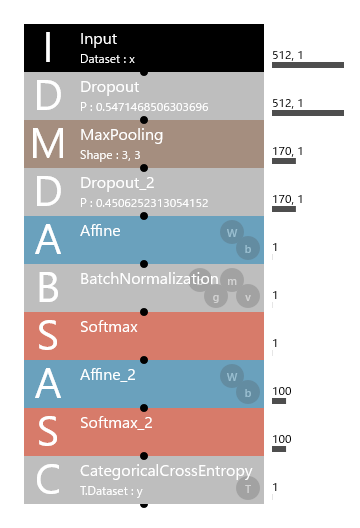 I Input
Dataset : x
512, 1
D Dropout
P : 0.5471468506303696
512, 1
M MaxPooling
Shape : 3, 3
170, 1
D Dropout_2
P : 0.4506252313054152
170, 1
A Affine
W
b
1
B BatchNormalization
m
g
v
1
S Softmax
1
A Affine_2
W
b
100
S Softmax_2
100
C CategoricalCrossEntropy
T.Dataset : y
T
1